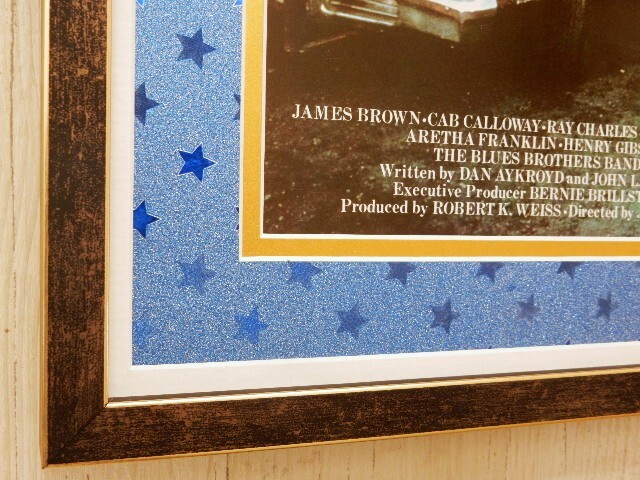 JAMES BROWN·CAB CALLOWAY·RAY CHARLES
ARETHA FRANKLIN·HENRY GIBS
THE BLUES BROTHERS BAND
Written by DAN AYKROYD and JOHN L
Executive Producer BERNIE BRILLST
Produced by ROBERT K. WEISS·Directed by